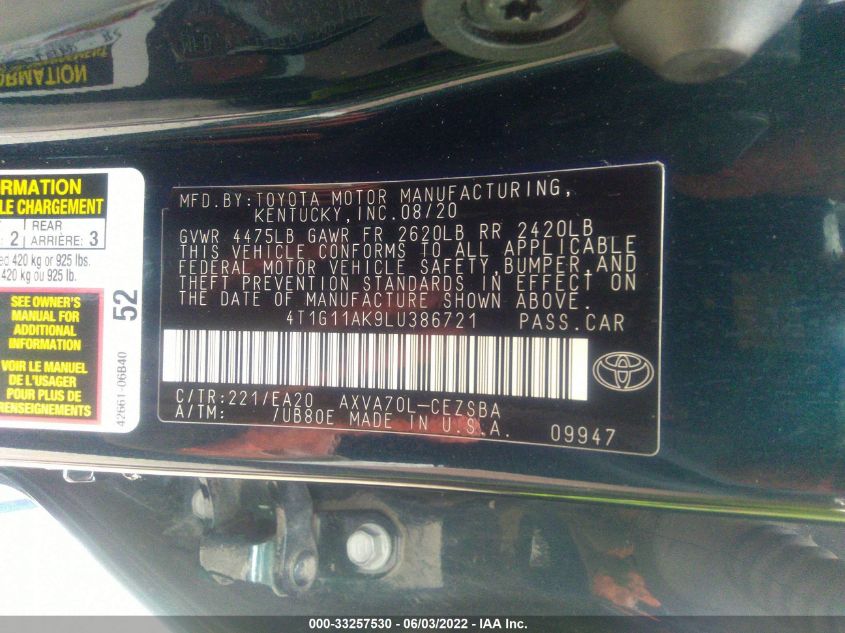 ORMATION
RMATION
LE CHARGEMENT
2 REAR ARRIÈRE: 3
ed 420 kg or 925 lbs.
420 kg ou 925 lb.
SEE OWNER'S
MANUAL FOR
ADDITIONAL
INFORMATION
VOIR LE MANUEL
DE L'USAGER
POUR PLUS DE
RENSEIGNEMENTS
52
42661-06B40
MFD.BY:TOYOTA MOTOR MANUFACTURING,
KENTUCKY,INC.08/20
GVWR 4475LB GAWR FR 2620LB RR 2420LB
THIS VEHICLE CONFORMS TO ALL APPLICABLE
FEDERAL MOTOR VEHICLE SAFETY,BUMPER,AND
THEFT PREVENTION STANDARDS IN EFFECT ON
THE DATE OF MANUFACTURE SHOWN ABOVE.
4T1G11AK9LU386721 PASS.CAR
C/TR:221/EA20 AXVA70L-CEZSBA
A/TM: /UB80E MADE IN U.S.A. 09947
000-33257530 - 06/03/2022 - IAA Inc.